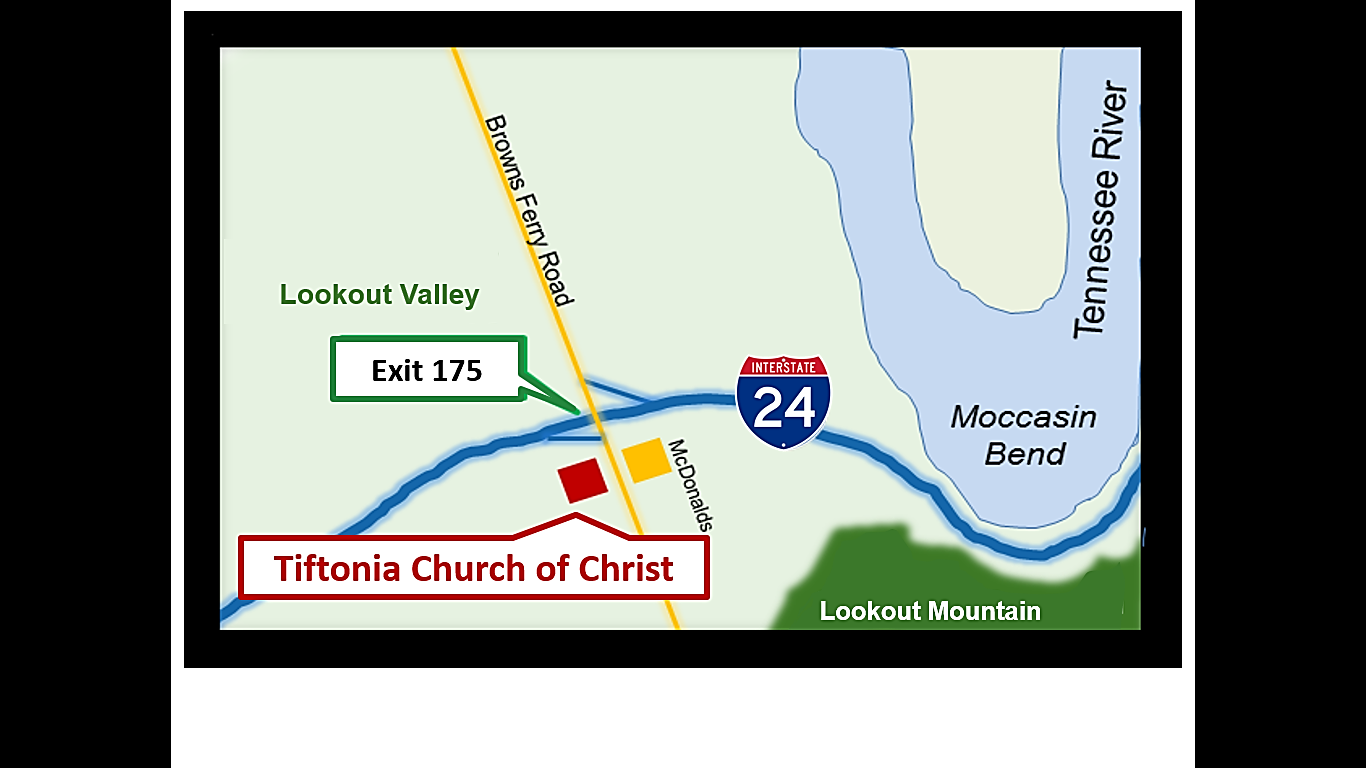 Tennessee River
Browns Ferry Road
Lookout Valley
Exit 175
INTERSTATE
24
Moccasin
Bend
McDonalds
Tiftonia Church of Christ
Lookout Mountain